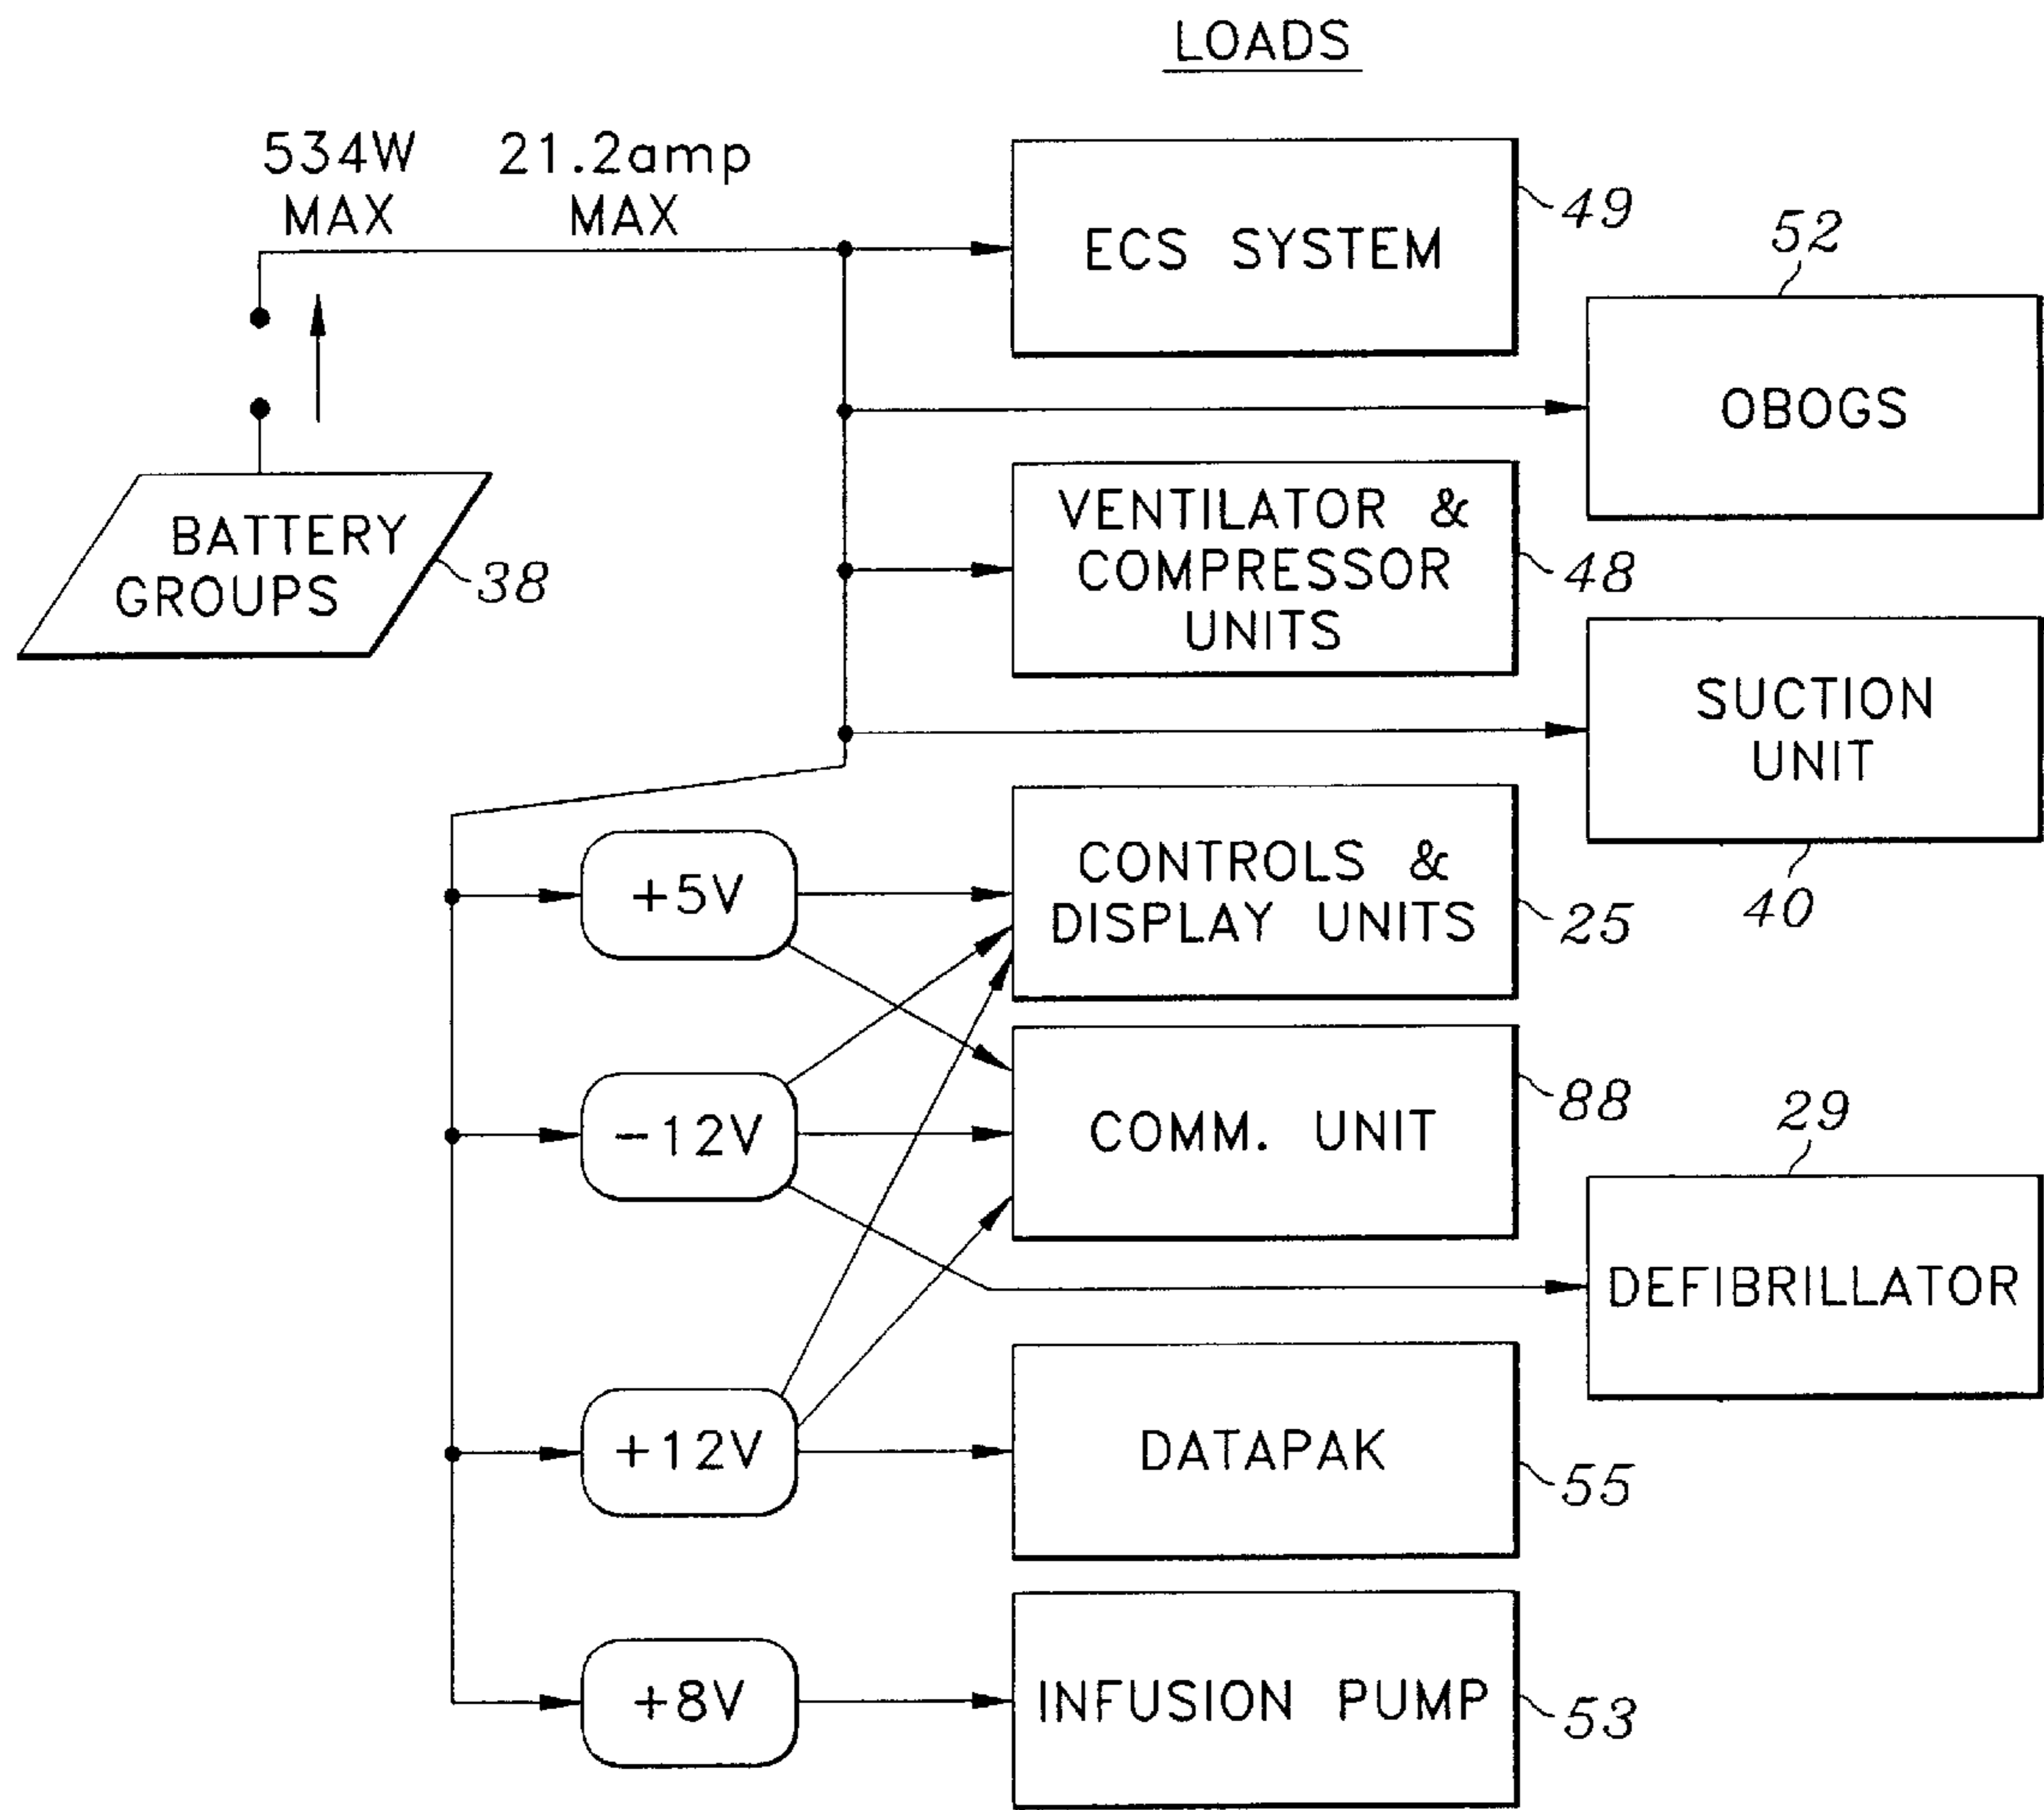 LOADS
534W
MAX
21.2amp
MAX
ECS SYSTEM
49
52
OBOGS
BATTERY
GROUPS
38
VENTILATOR &
COMPRESSOR
UNITS
48
SUCTION
UNIT
40
+5V
CONTROLS &
DISPLAY UNITS
25
-12V
COMM. UNIT
88
29
DEFIBRILLATOR
+12V
DATAPAK
55
+8V
INFUSION PUMP
53